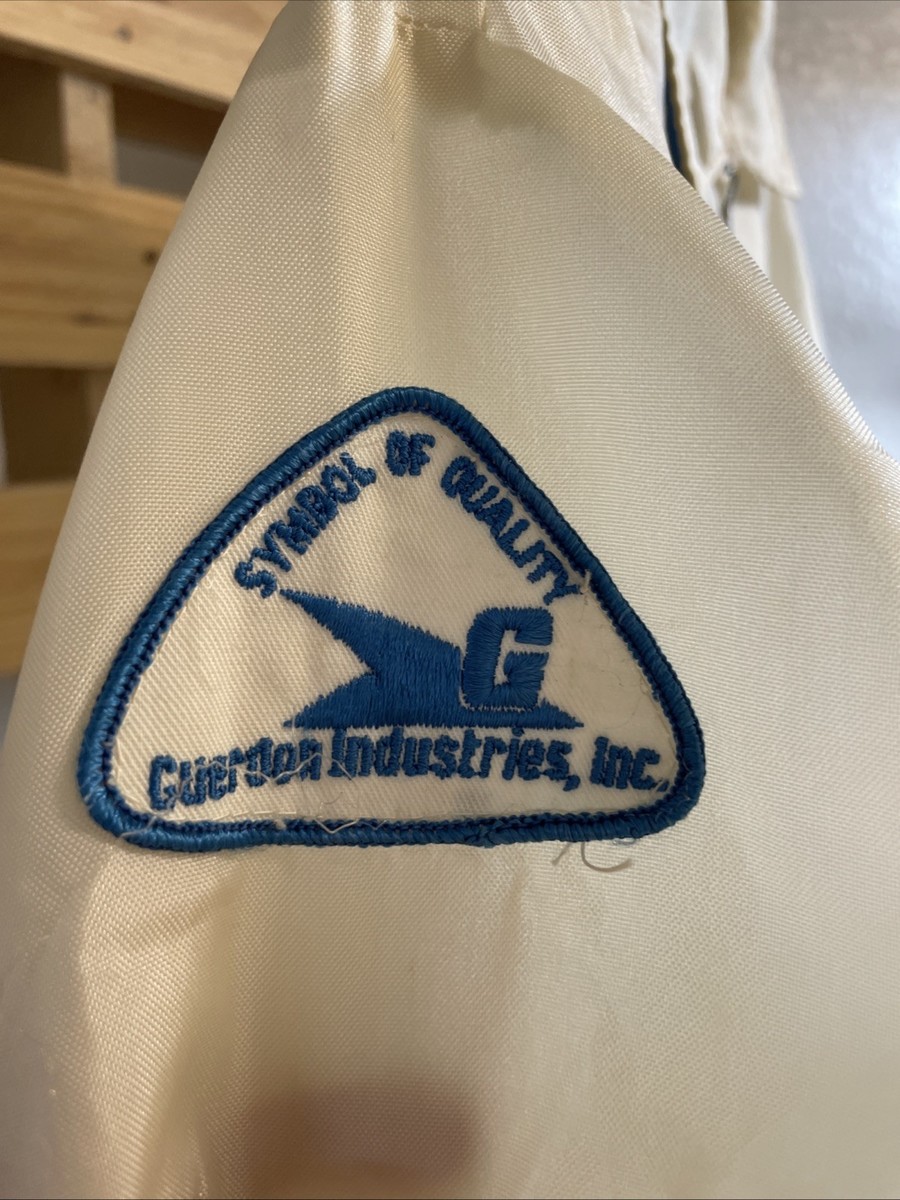 SYMBOL OF QUALITY
G
Guerdon Industries, Inc.